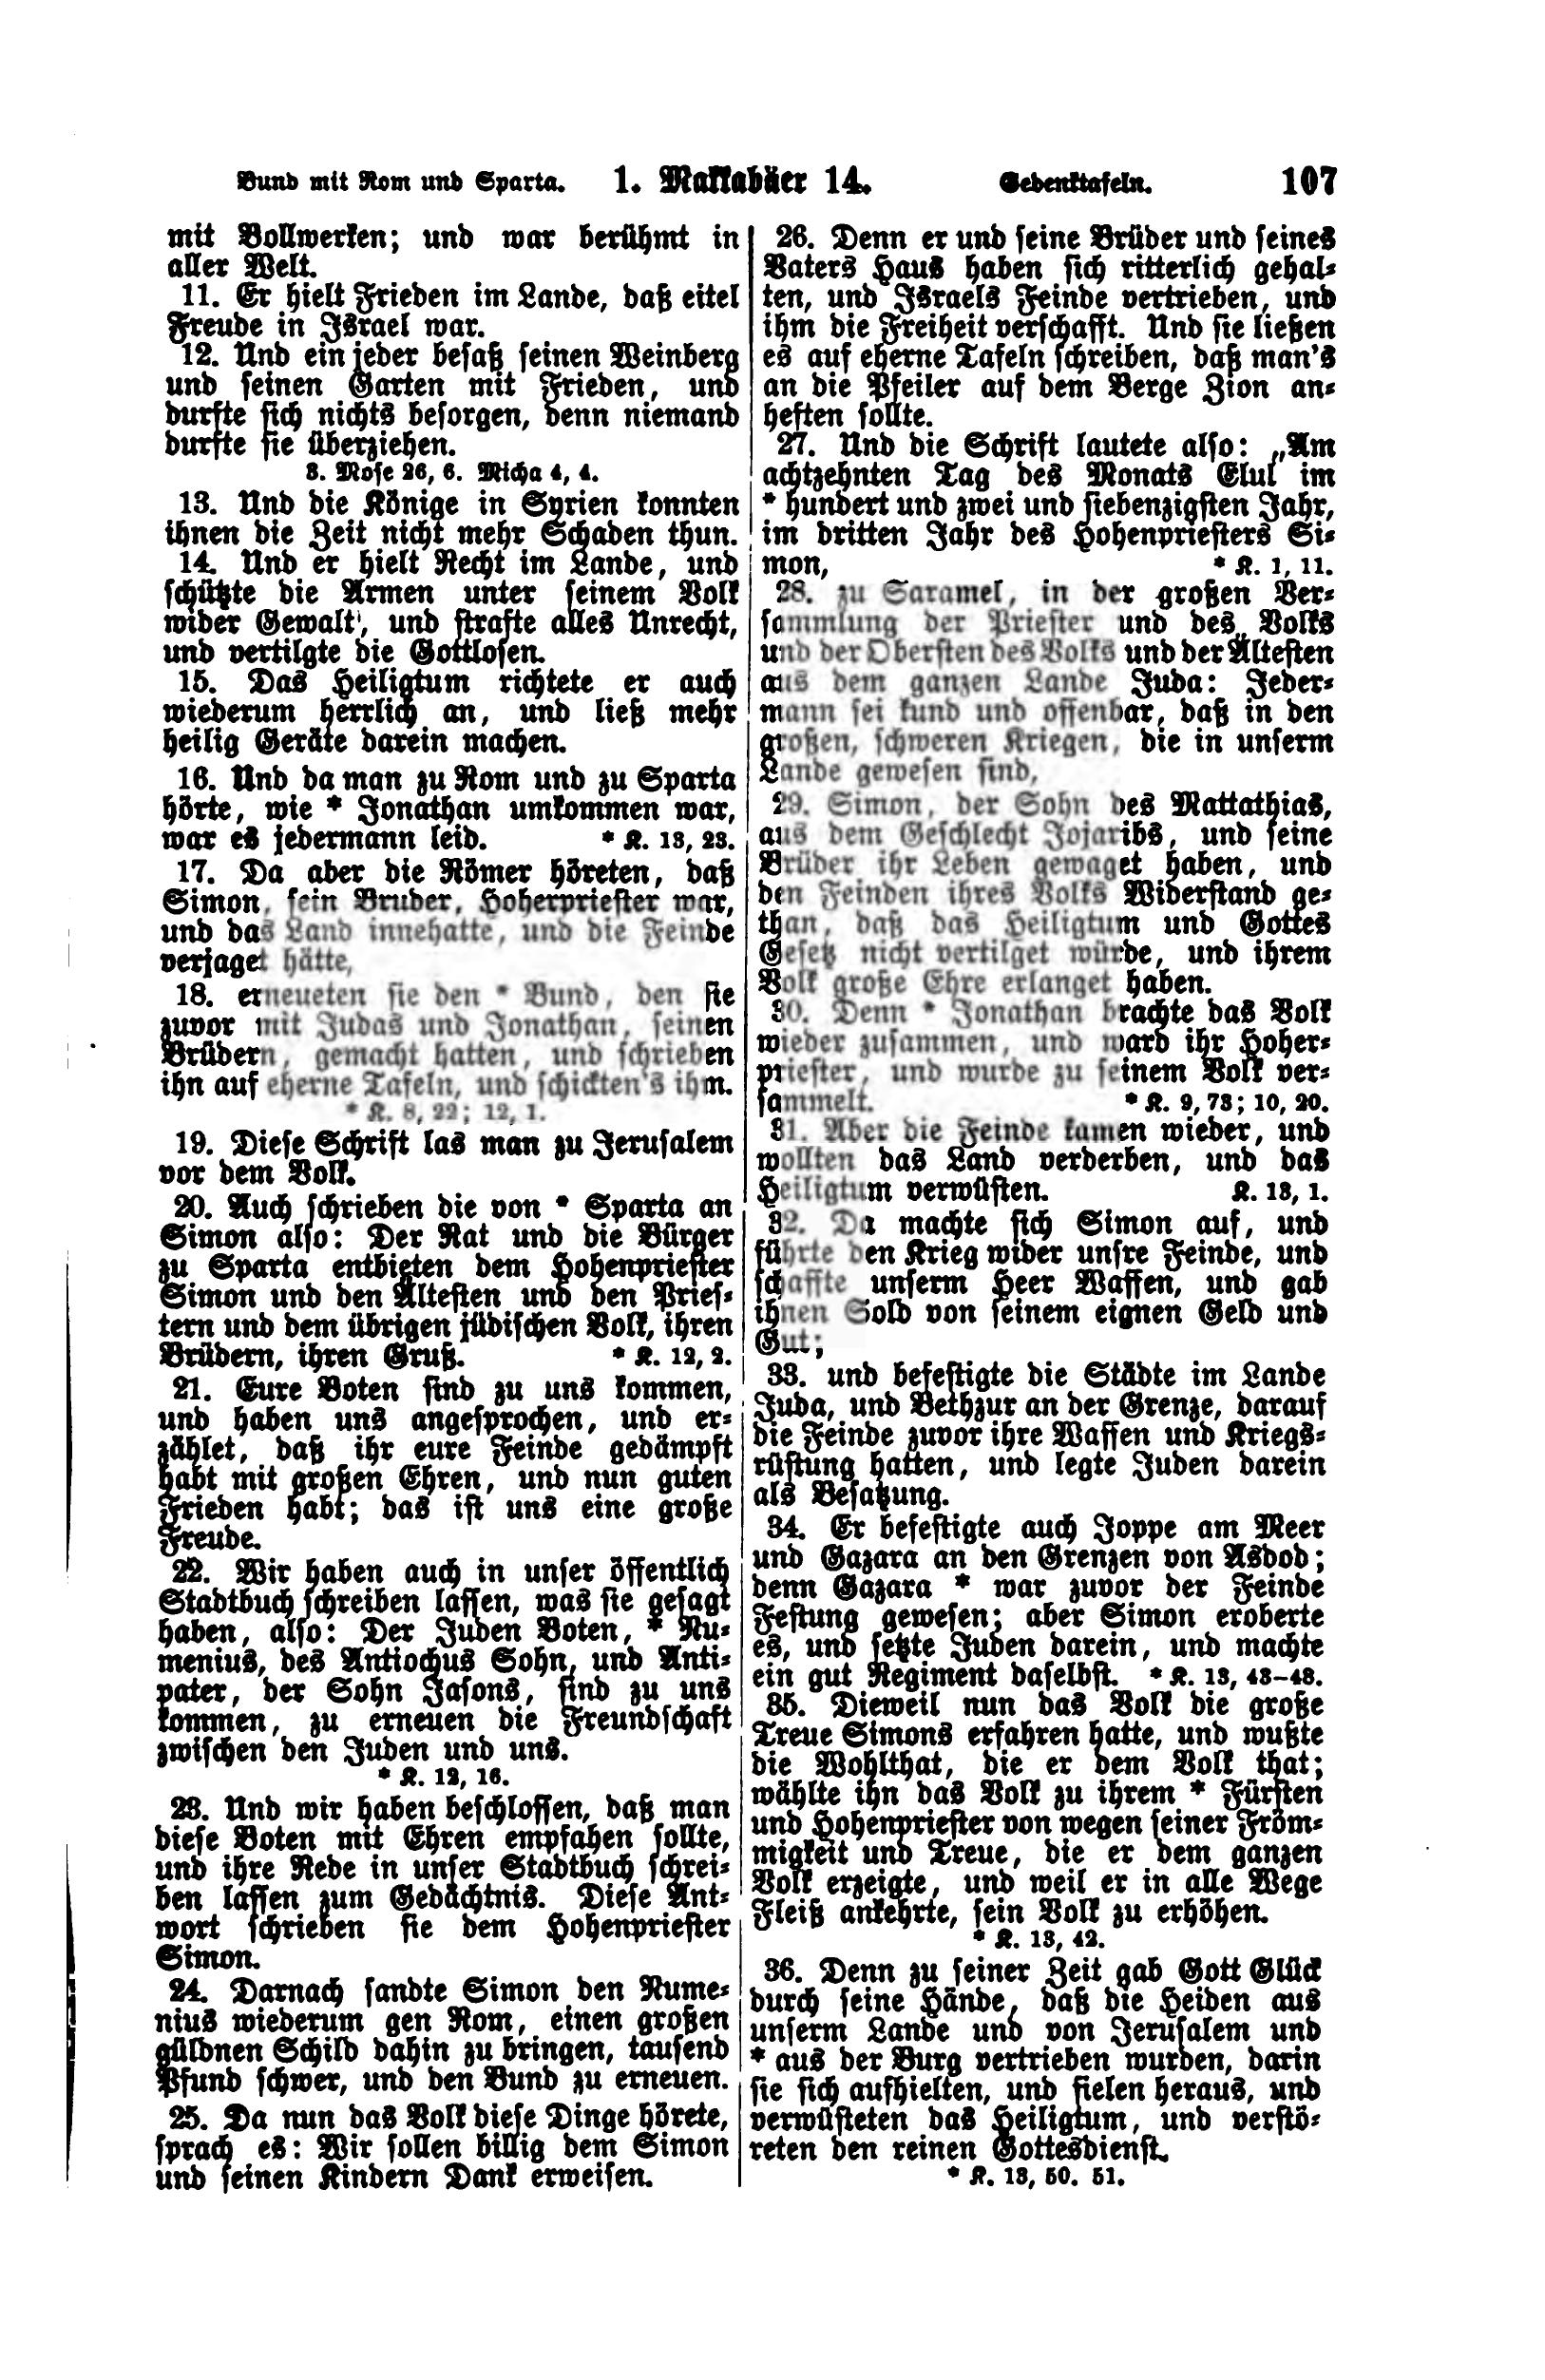 Bund mit Rom und Sparta. 1. Makkabäer 14. Gedenktafeln. 107
mit Bollwerken; und war berühmt in
aller Welt.
11. Er hielt Frieden im Lande, daß eitel
Freude in Israel war.
12. Und ein jeder besaß seinen Weinberg
und seinen Garten mit Frieden, und
durfte sich nichts besorgen, denn niemand
durfte sie überziehen.
3. Mose 26, 6. Micha 4, 4.
13. Und die Könige in Syrien konnten
ihnen die Zeit nicht mehr Schaden thun.
14. Und er hielt Recht im Lande, und
schützte die Armen unter seinem Volk
wider Gewalt, und strafte alles Unrecht,
und vertilgte die Gottlosen.
15. Das Heiligtum richtete er auch
wiederum herrlich an, und ließ mehr
heilig Geräte darein machen.
16. Und da man zu Rom und zu Sparta
hörte, wie * Jonathan umkommen war,
war es jedermann leid. * K. 13, 23.
17. Da aber die Römer höreten, daß
Simon, sein Bruder, Hoherpriester war,
und das Land innehatte, und die Feinde
verjaget hätte,
18. erneueten sie den * Bund, den sie
zuvor mit Judas und Jonathan, seinen
Brüdern, gemacht hatten, und schrieben
ihn auf eherne Tafeln, und schickten's ihm.
* K. 8, 22; 12, 1.
19. Diese Schrift las man zu Jerusalem
vor dem Volk.
20. Auch schrieben die von * Sparta an
Simon also: Der Rat und die Bürger
zu Sparta entbieten dem Hohenpriester
Simon und den Ältesten und den Pries-
tern und dem übrigen jüdischen Volk, ihren
Brüdern, ihren Gruß. * K. 12, 2.
21. Eure Boten sind zu uns kommen,
und haben uns angesprochen, und er-
zählet, daß ihr eure Feinde gedämpft
habt mit großen Ehren, und nun guten
Frieden habt; das ist uns eine große
Freude.
22. Wir haben auch in unser öffentlich
Stadtbuch schreiben lassen, was sie gesagt
haben, also: Der Juden Boten, * Nu-
menius, des Antiochus Sohn, und Anti-
pater, der Sohn Jasons, sind zu uns
kommen, zu erneuen die Freundschaft
zwischen den Juden und uns.
* K. 12, 16.
23. Und wir haben beschlossen, daß man
diese Boten mit Ehren empfahen sollte,
und ihre Rede in unser Stadtbuch schrei-
ben lassen zum Gedächtnis. Diese Ant-
wort schrieben sie dem Hohenpriester
Simon.
24. Darnach sandte Simon den Nume-
nius wiederum gen Rom, einen großen
güldnen Schild dahin zu bringen, tausend
Pfund schwer, und den Bund zu erneuen.
25. Da nun das Volk diese Dinge hörete,
sprach es: Wir sollen billig dem Simon
und seinen Kindern Dank erweisen.
26. Denn er und seine Brüder und seines
Vaters Haus haben sich ritterlich gehal-
ten, und Israels Feinde vertrieben, und
ihm die Freiheit verschafft. Und sie ließen
es auf eherne Tafeln schreiben, daß man's
an die Pfeiler auf dem Berge Zion an-
heften sollte.
27. Und die Schrift lautete also: „Am
achtzehnten Tag des Monats Elul im
* hundert und zwei und siebenzigsten Jahr,
im dritten Jahr des Hohenpriesters Si-
mon, * K. 1, 11.
28. zu Saramel, in der großen Ver-
sammlung der Priester und des Volks
und der Obersten des Volks und der Ältesten
aus dem ganzen Lande Juda: Jeder-
mann sei kund und offenbar, daß in den
großen, schweren Kriegen, die in unserm
Lande gewesen sind,
29. Simon, der Sohn des Mattathias,
aus dem Geschlecht Jojaribs, und seine
Brüder ihr Leben gewaget haben, und
den Feinden ihres Volks Widerstand ge-
than, daß das Heiligtum und Gottes
Gesetz nicht vertilget würde, und ihrem
Volk große Ehre erlanget haben.
30. Denn * Jonathan brachte das Volk
wieder zusammen, und ward ihr Hoher-
priester, und wurde zu seinem Volk ver-
sammelt. * K. 9, 73; 10, 20.
31. Aber die Feinde kamen wieder, und
wollten das Land verderben, und das
Heiligtum verwüsten. K. 13, 1.
32. Da machte sich Simon auf, und
führte den Krieg wider unsre Feinde, und
schaffte unserm Heer Waffen, und gab
ihnen Sold von seinem eignen Geld und
Gut;
33. und befestigte die Städte im Lande
Juda, und Bethzur an der Grenze, darauf
die Feinde zuvor ihre Waffen und Kriegs-
rüstung hatten, und legte Juden darein
als Besatzung.
34. Er befestigte auch Joppe am Meer
und Gazara an den Grenzen von Asdod;
denn Gazara * war zuvor der Feinde
Festung gewesen; aber Simon eroberte
es, und setzte Juden darein, und machte
ein gut Regiment daselbst. * K. 13, 43–48.
35. Dieweil nun das Volk die große
Treue Simons erfahren hatte, und wußte
die Wohlthat, die er dem Volk that;
wählte ihn das Volk zu ihrem * Fürsten
und Hohenpriester von wegen seiner Fröm-
migkeit und Treue, die er dem ganzen
Volk erzeigte, und weil er in alle Wege
Fleiß ankehrte, sein Volk zu erhöhen.
* K. 13, 42.
36. Denn zu seiner Zeit gab Gott Glück
durch seine Hände, daß die Heiden aus
unserm Lande und von Jerusalem und
* aus der Burg vertrieben wurden, darin
sie sich aufhielten, und fielen heraus, und
verwüsteten das Heiligtum, und verstö-
reten den reinen Gottesdienst.
* K. 13, 50. 51.